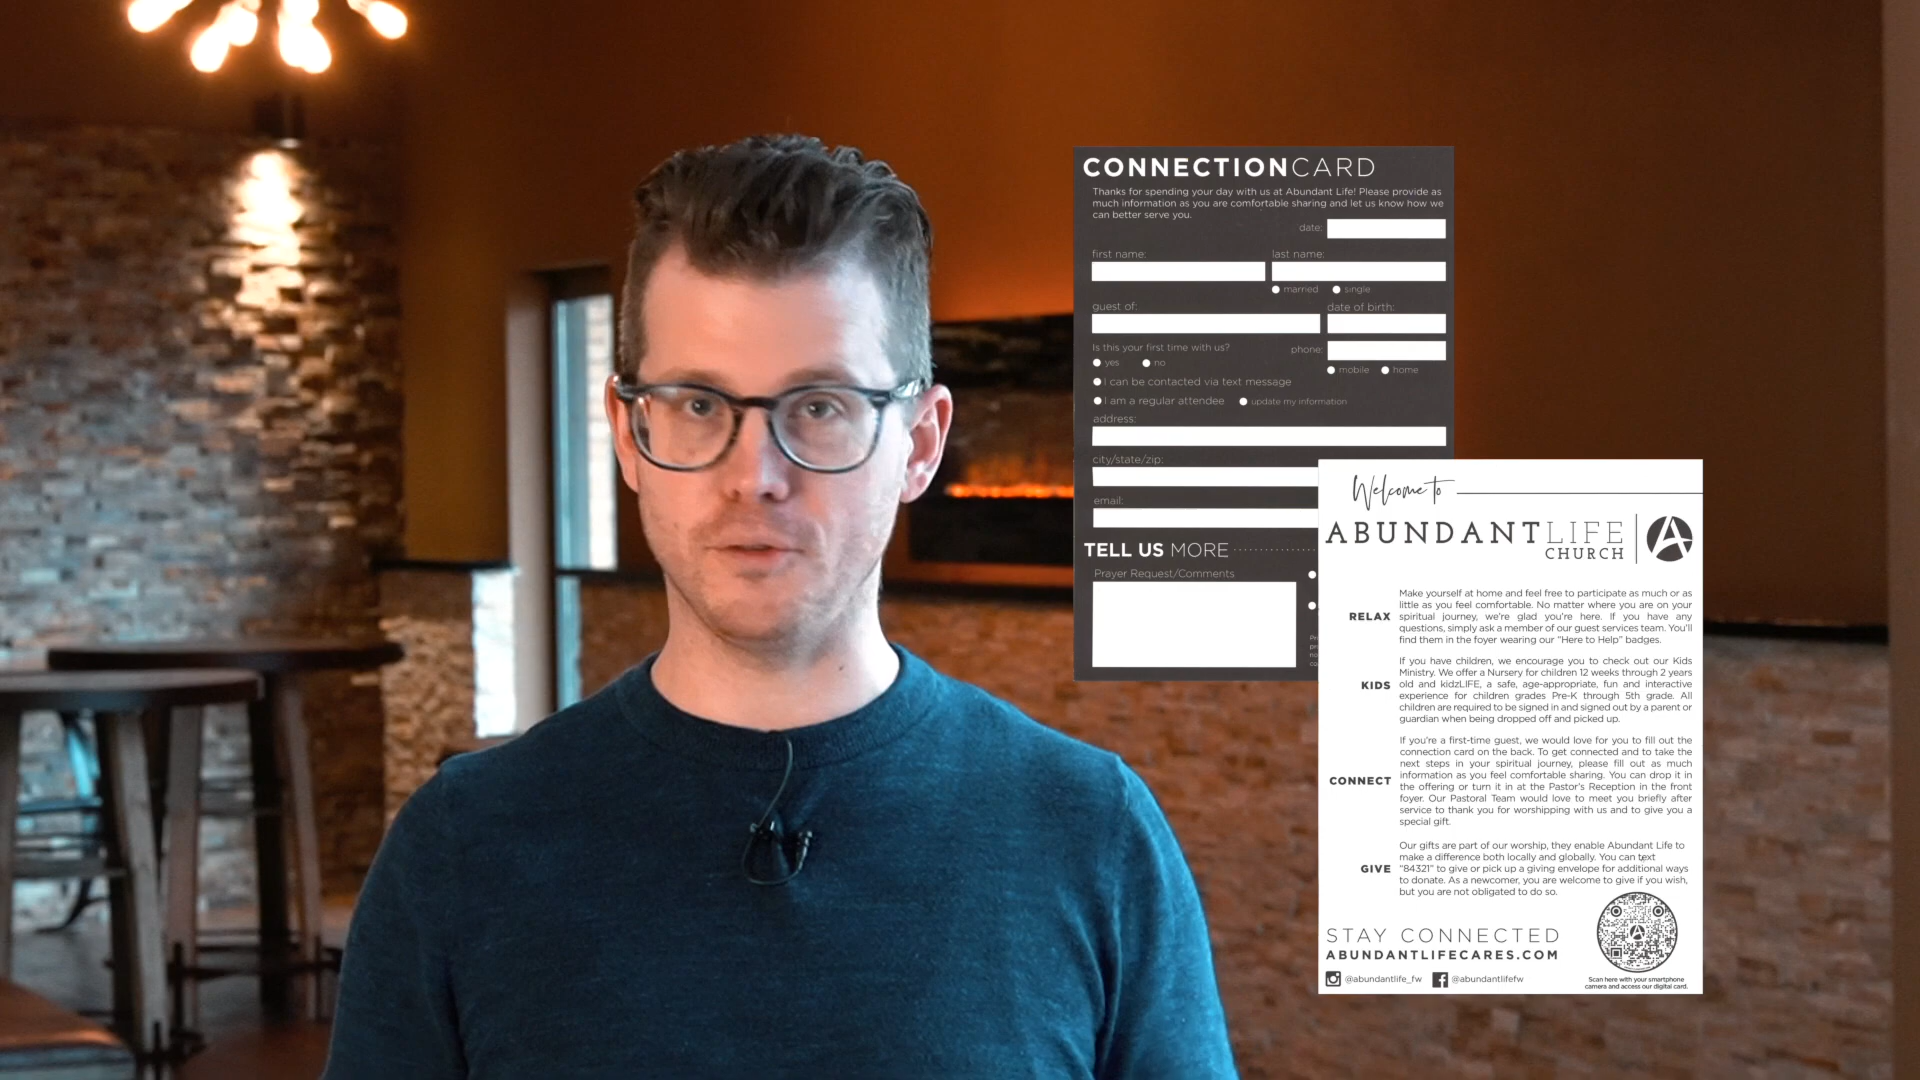 CONNECTIONCARD
Thanks for spending your day with us at Abundant Life! Please provide as
much information as you are comfortable sharing and let us know how we
can better serve you.
date:
first name: last name:
married single
guest of: date of birth:
Is this your first time with us? phone:
yes no
mobile home
I can be contacted via text message
I am a regular attendee update my information
address:
city/state/zip:
email:
TELL US MORE
Prayer Request/Comments
Welcome to
ABUNDANTLIFE
CHURCH
RELAX
Make yourself at home and feel free to participate as much or as
little as you feel comfortable. No matter where you are on your
spiritual journey, we're glad you're here. If you have any
questions, simply ask a member of our guest services team. You'll
find them in the foyer wearing our "Here to Help" badges.
KIDS
If you have children, we encourage you to check out our Kids
Ministry. We offer a Nursery for children 12 weeks through 2 years
old and kidzLIFE, a safe, age-appropriate, fun and interactive
experience for children grades Pre-K through 5th grade. All
children are required to be signed in and signed out by a parent or
guardian when being dropped off and picked up.
CONNECT
If you're a first-time guest, we would love for you to fill out the
connection card on the back. To get connected and to take the
next steps in your spiritual journey, please fill out as much
information as you feel comfortable sharing. You can drop it in
the offering or turn it in at the Pastor's Reception in the front
foyer. Our Pastoral Team would love to meet you briefly after
service to thank you for worshipping with us and to give you a
special gift.
GIVE
Our gifts are part of our worship, they enable Abundant Life to
make a difference both locally and globally. You can text
"84321" to give or pick up a giving envelope for additional ways
to donate. As a newcomer, you are welcome to give if you wish,
but you are not obligated to do so.
STAY CONNECTED
ABUNDANTLIFECARES.COM
@abundantlife_fw @abundantlifefw
Scan here with your smartphone
camera and access our digital card.